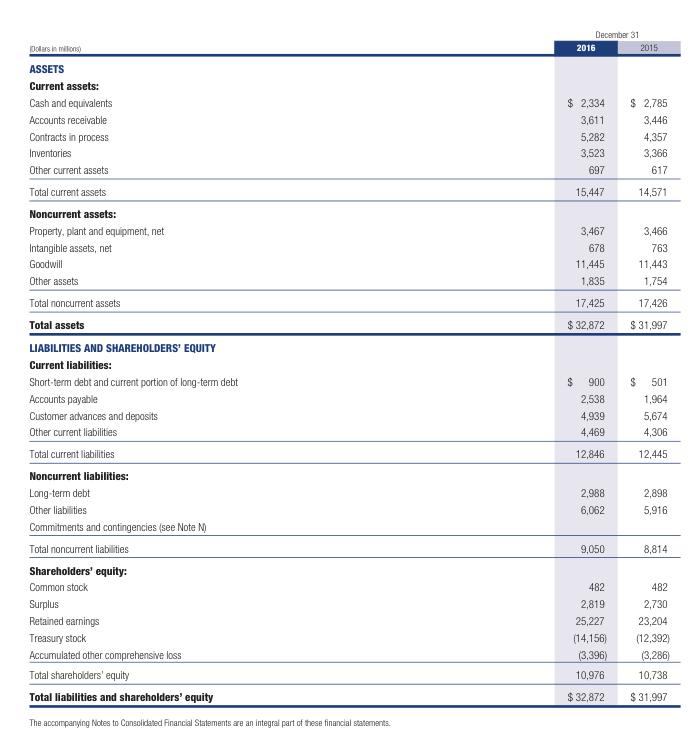 December 31
(Dollars in millions) 2016 2015
ASSETS
Current assets:
Cash and equivalents $ 2,334 $ 2,785
Accounts receivable 3,611 3,446
Contracts in process 5,282 4,357
Inventories 3,523 3,366
Other current assets 697 617
Total current assets 15,447 14,571
Noncurrent assets:
Property, plant and equipment, net 3,467 3,466
Intangible assets, net 678 763
Goodwill 11,445 11,443
Other assets 1,835 1,754
Total noncurrent assets 17,425 17,426
Total assets $ 32,872 $ 31,997
LIABILITIES AND SHAREHOLDERS’ EQUITY
Current liabilities:
Short-term debt and current portion of long-term debt $ 900 $ 501
Accounts payable 2,538 1,964
Customer advances and deposits 4,939 5,674
Other current liabilities 4,469 4,306
Total current liabilities 12,846 12,445
Noncurrent liabilities:
Long-term debt 2,988 2,898
Other liabilities 6,062 5,916
Commitments and contingencies (see Note N)
Total noncurrent liabilities 9,050 8,814
Shareholders’ equity:
Common stock 482 482
Surplus 2,819 2,730
Retained earnings 25,227 23,204
Treasury stock (14,156) (12,392)
Accumulated other comprehensive loss (3,396) (3,286)
Total shareholders’ equity 10,976 10,738
Total liabilities and shareholders’ equity $ 32,872 $ 31,997
The accompanying Notes to Consolidated Financial Statements are an integral part of these financial statements.